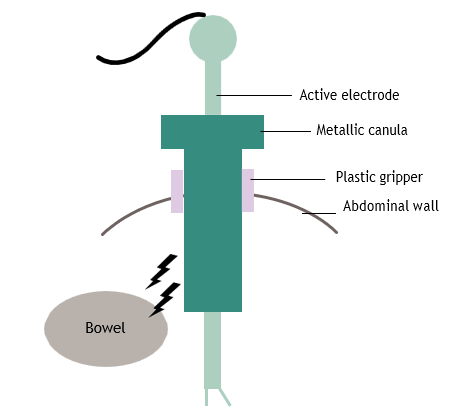 Active electrode
Metallic canula
Plastic gripper
Abdominal wall
Bowel